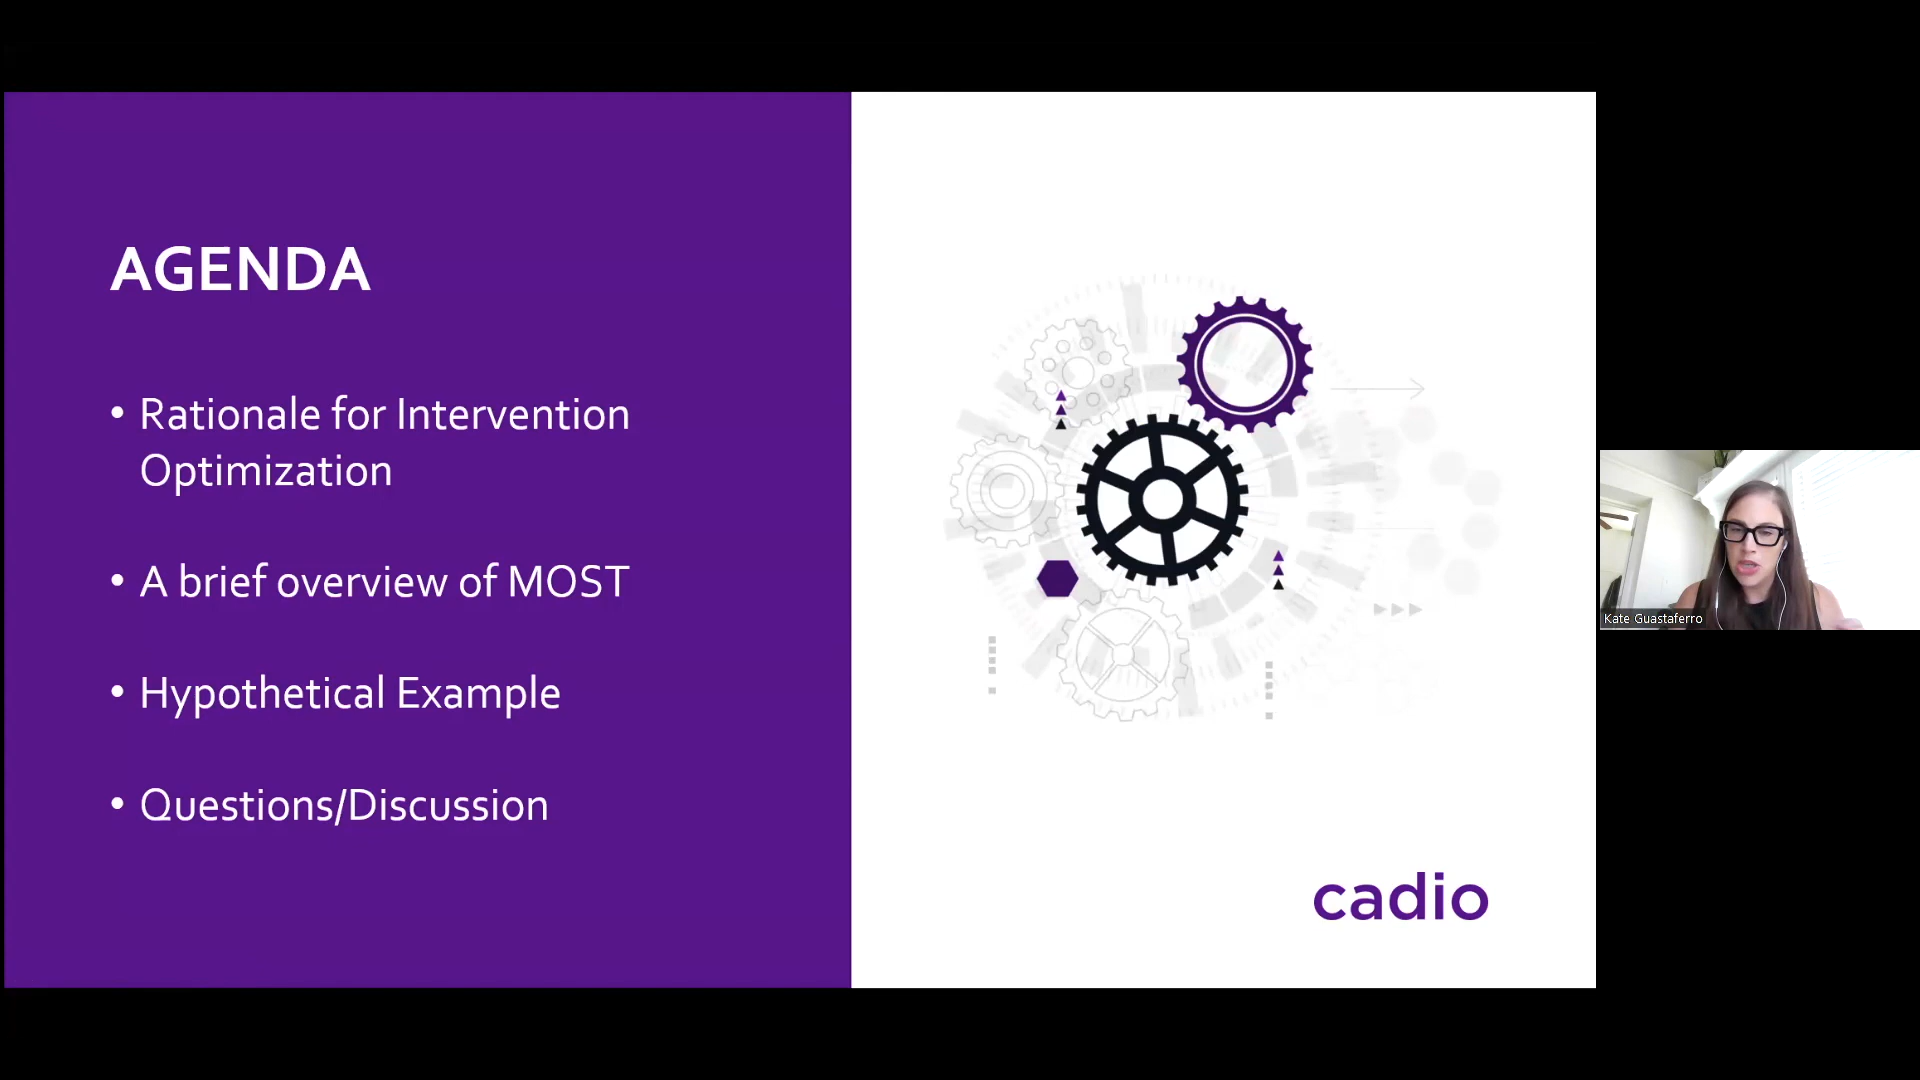 AGENDA
• Rationale for Intervention
Optimization
• A brief overview of MOST
• Hypothetical Example
• Questions/Discussion
cadio
Kate Guastaferro